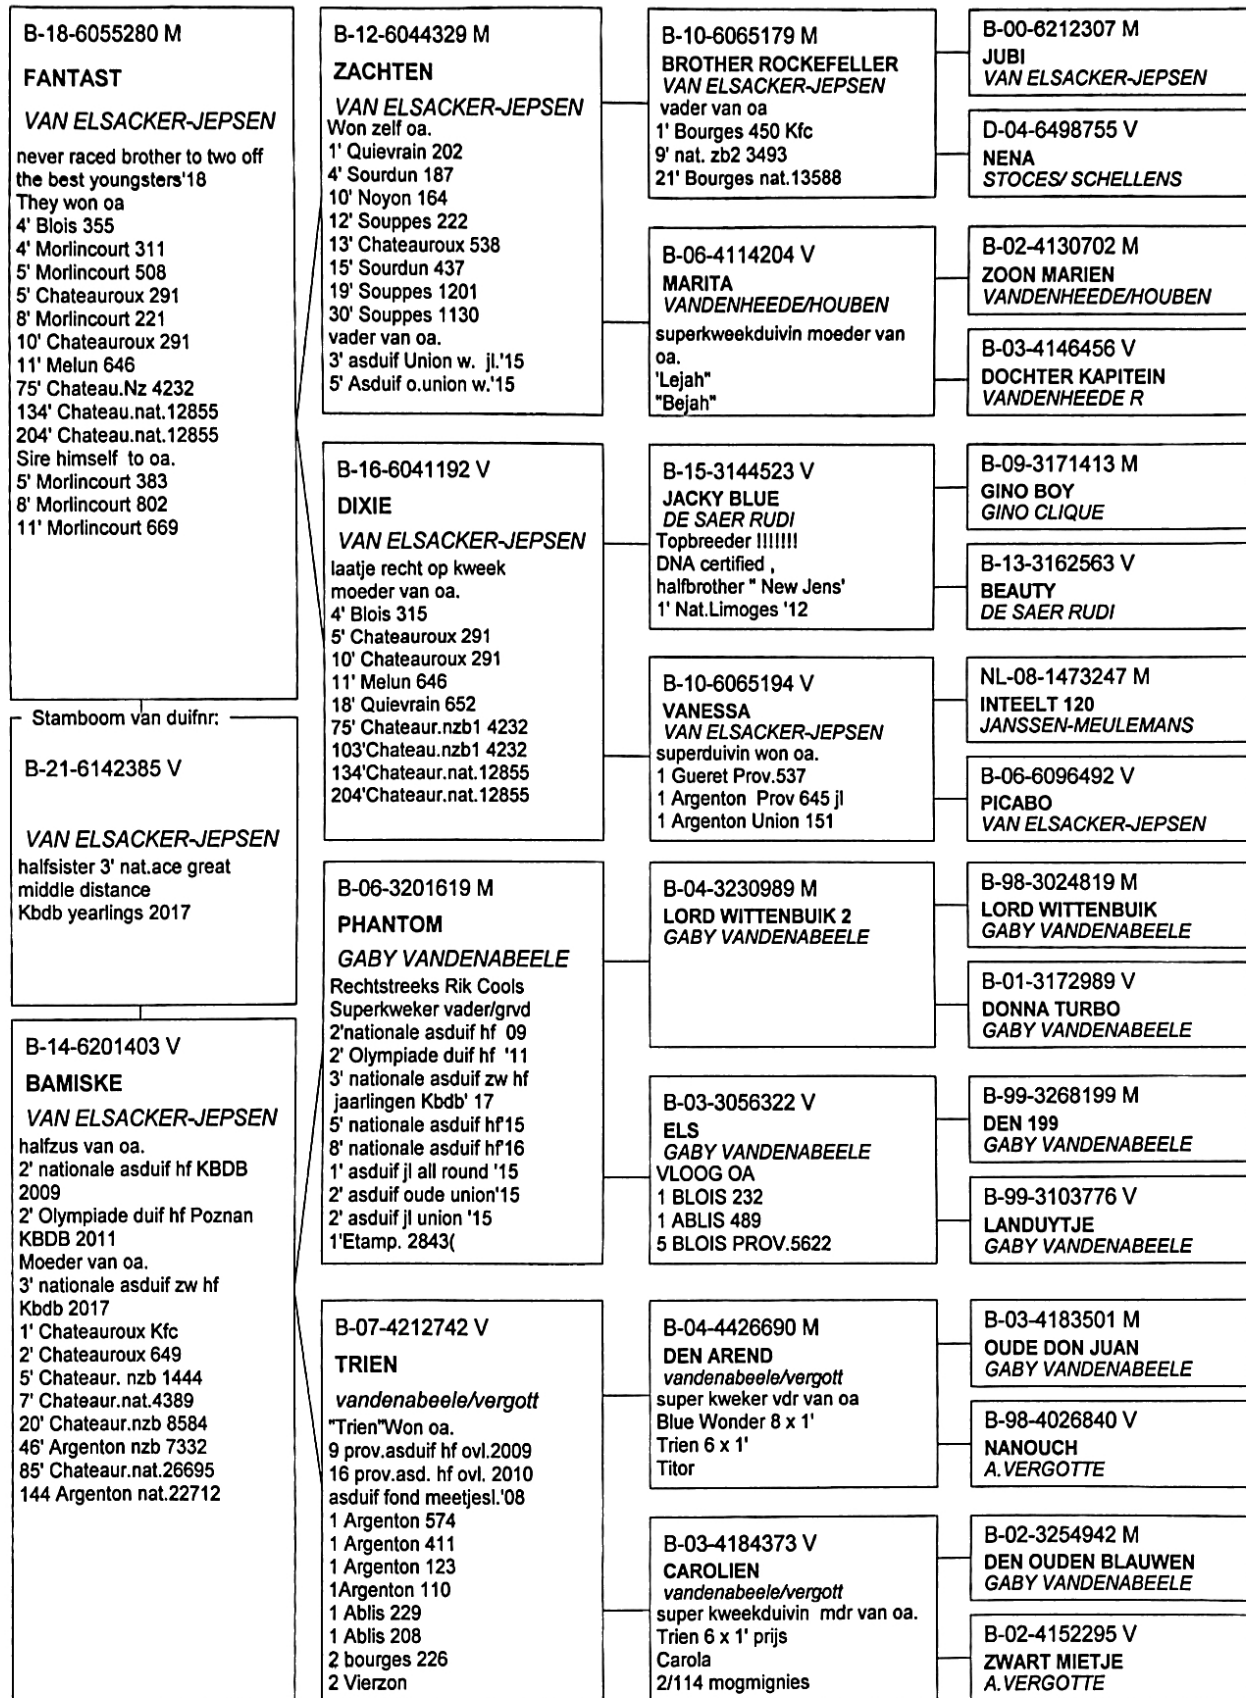 B-18-6055280 M
FANTAST
VAN ELSACKER-JEPSEN
never raced brother to two off
the best youngsters'18
They won oa
4' Blois 355
4' Morlincourt 311
5' Morlincourt 508
5' Chateauroux 291
8' Morlincourt 221
10' Chateauroux 291
11' Melun 646
75' Chateau.Nz 4232
134' Chateau.nat.12855
204' Chateau.nat.12855
Sire himself to oa.
5' Morlincourt 383
8' Morlincourt 802
11' Morlincourt 669
Stamboom van duifnr:
B-21-6142385 V
VAN ELSACKER-JEPSEN
halfsister 3' nat.ace great
middle distance
Kbdb yearlings 2017
B-14-6201403 V
BAMISKE
VAN ELSACKER-JEPSEN
halfzus van oa.
2' nationale asduif hf KBDB
2009
2' Olympiade duif hf Poznan
KBDB 2011
Moeder van oa.
3' nationale asduif zw hf
Kbdb 2017
1' Chateauroux Kfc
2' Chateauroux 649
5' Chateaur. nzb 1444
7' Chateaur.nat.4389
20' Chateaur.nzb 8584
46' Argenton nzb 7332
85' Chateaur.nat.26695
144 Argenton nat.22712
B-12-6044329 M
ZACHTEN
VAN ELSACKER-JEPSEN
Won zelf oa.
1' Quievrain 202
4' Sourdun 187
10' Noyon 164
12' Souppes 222
13' Chateauroux 538
15' Sourdun 437
19' Souppes 1201
30' Souppes 1130
vader van oa.
3' asduif Union w. jl.'15
5' Asduif o.union w.'15
B-16-6041192 V
DIXIE
VAN ELSACKER-JEPSEN
laatje recht op kweek
moeder van oa.
4' Blois 315
5' Chateauroux 291
10' Chateauroux 291
11' Melun 646
18' Quievrain 652
75' Chateaur.nzb1 4232
103'Chateau.nzb1 4232
134'Chateaur.nat.12855
204'Chateaur.nat.12855
B-06-3201619 M
PHANTOM
GABY VANDENABEELE
Rechtstreeks Rik Cools
Superkweker vader/grvd
2'nationale asduif hf 09
2' Olympiade duif hf '11
3' nationale asduif zw hf
jaarlingen Kbdb' 17
5' nationale asduif hf'15
8' nationale asduif hf'16
1' asduif jl all round '15
2' asduif oude union'15
2' asduif jl union '15
1'Etamp. 2843(
B-07-4212742 V
TRIEN
vandenabeele/vergott
"Trien"Won oa.
9 prov.asduif hf ovl.2009
16 prov.asd. hf ovl. 2010
asduif fond meetjesl.'08
1 Argenton 574
1 Argenton 411
1 Argenton 123
1Argenton 110
1 Ablis 229
1 Ablis 208
2 bourges 226
2 Vierzon
B-10-6065179 M
BROTHER ROCKEFELLER
VAN ELSACKER-JEPSEN
vader van oa
1' Bourges 450 Kfc
9' nat. zb2 3493
21' Bourges nat.13588
B-06-4114204 V
MARITA
VANDENHEEDE/HOUBEN
superkweekduivin moeder van
oa.
'Lejah"
"Bejah"
B-15-3144523 V
JACKY BLUE
DE SAER RUDI
Topbreeder !!!!!!!
DNA certified ,
halfbrother " New Jens'
1' Nat.Limoges '12
B-10-6065194 V
VANESSA
VAN ELSACKER-JEPSEN
superduivin won oa.
1 Gueret Prov.537
1 Argenton Prov 645 jl
1 Argenton Union 151
B-04-3230989 M
LORD WITTENBUIK 2
GABY VANDENABEELE
B-03-3056322 V
ELS
GABY VANDENABEELE
VLOOG OA
1 BLOIS 232
1 ABLIS 489
5 BLOIS PROV.5622
B-04-4426690 M
DEN AREND
vandenabeele/vergott
super kweker vdr van oa
Blue Wonder 8 x 1'
Trien 6 x 1'
Titor
B-03-4184373 V
CAROLIEN
vandenabeele/vergott
super kweekduivin mdr van oa.
Trien 6 x 1' prijs
Carola
2/114 mogmignies
B-00-6212307 M
JUBI
VAN ELSACKER-JEPSEN
D-04-6498755 V
NENA
STOCES/ SCHELLENS
B-02-4130702 M
ZOON MARIEN
VANDENHEEDE/HOUBEN
B-03-4146456 V
DOCHTER KAPITEIN
VANDENHEEDE R
B-09-3171413 M
GINO BOY
GINO CLIQUE
B-13-3162563 V
BEAUTY
DE SAER RUDI
NL-08-1473247 M
INTEELT 120
JANSSEN-MEULEMANS
B-06-6096492 V
PICABO
VAN ELSACKER-JEPSEN
B-98-3024819 M
LORD WITTENBUIK
GABY VANDENABEELE
B-01-3172989 V
DONNA TURBO
GABY VANDENABEELE
B-99-3268199 M
DEN 199
GABY VANDENABEELE
B-99-3103776 V
LANDUYTJE
GABY VANDENABEELE
B-03-4183501 M
OUDE DON JUAN
GABY VANDENABEELE
B-98-4026840 V
NANOUCH
A.VERGOTTE
B-02-3254942 M
DEN OUDEN BLAUWEN
GABY VANDENABEELE
B-02-4152295 V
ZWART MIETJE
A.VERGOTTE